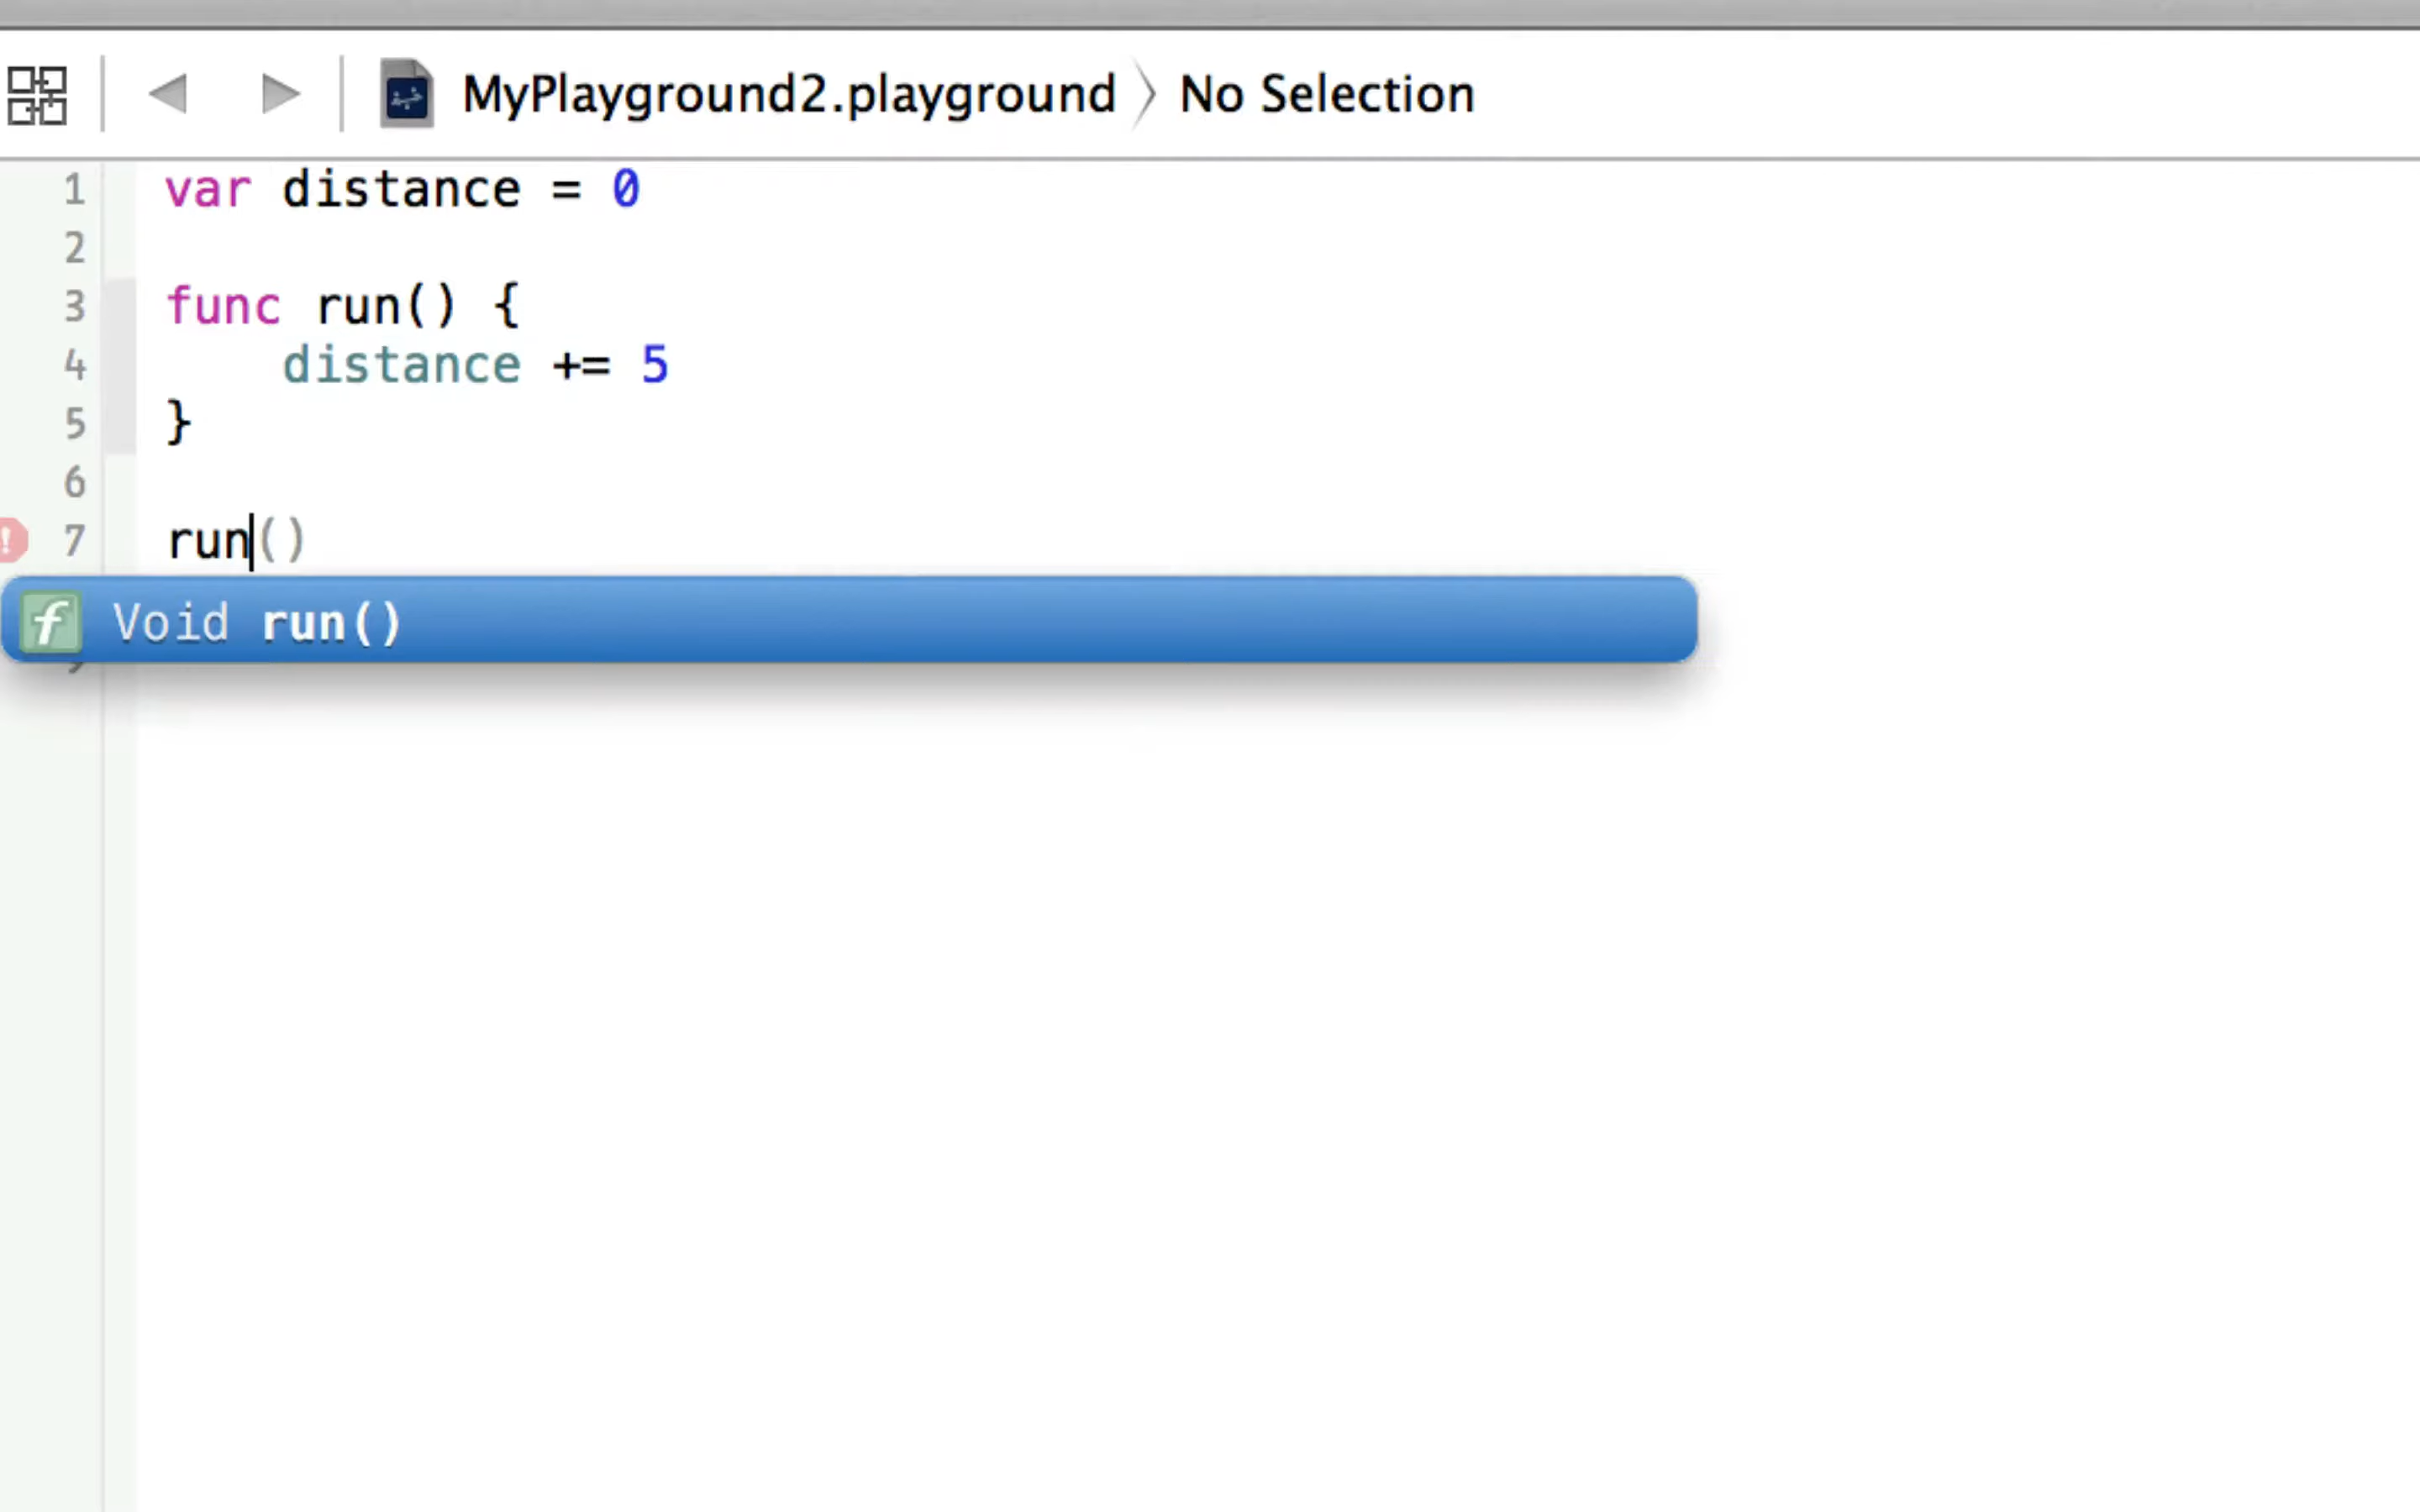 MyPlayground2.playground 〉 No Selection
1 var distance = 0
2
3 func run() {
4     distance += 5
5 }
6
7 run()
f Void run()